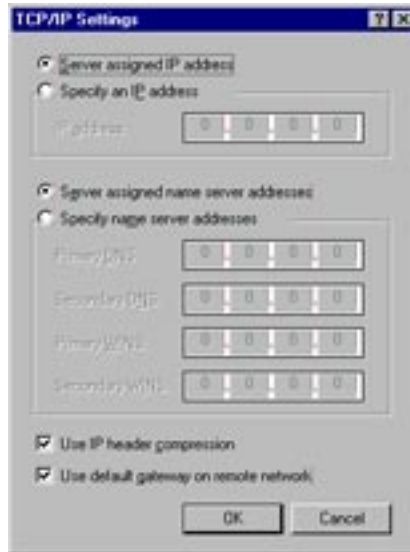 TCP/IP Settings
Server assigned IP address
Specify an IP address
IP address 0 . 0 . 0 . 0
Server assigned name server addresses
Specify name server addresses
Primary DNS 0 . 0 . 0 . 0
Secondary DNS 0 . 0 . 0 . 0
Primary WINS 0 . 0 . 0 . 0
Secondary WINS 0 . 0 . 0 . 0
Use IP header compression
Use default gateway on remote network
OK Cancel